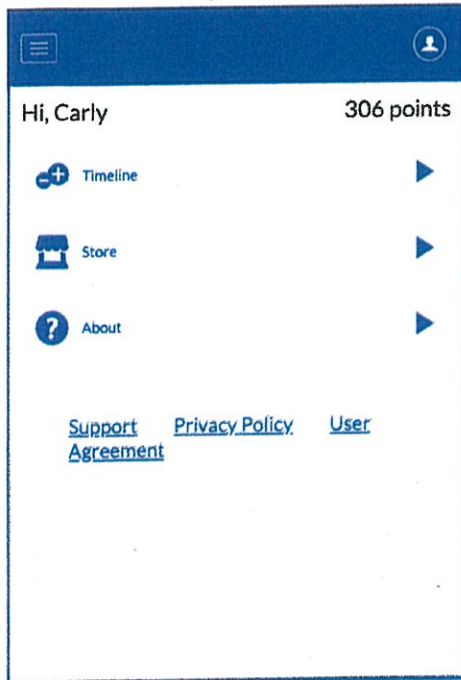 Hi, Carly 306 points
Timeline
Store
About
Support Privacy Policy User
Agreement